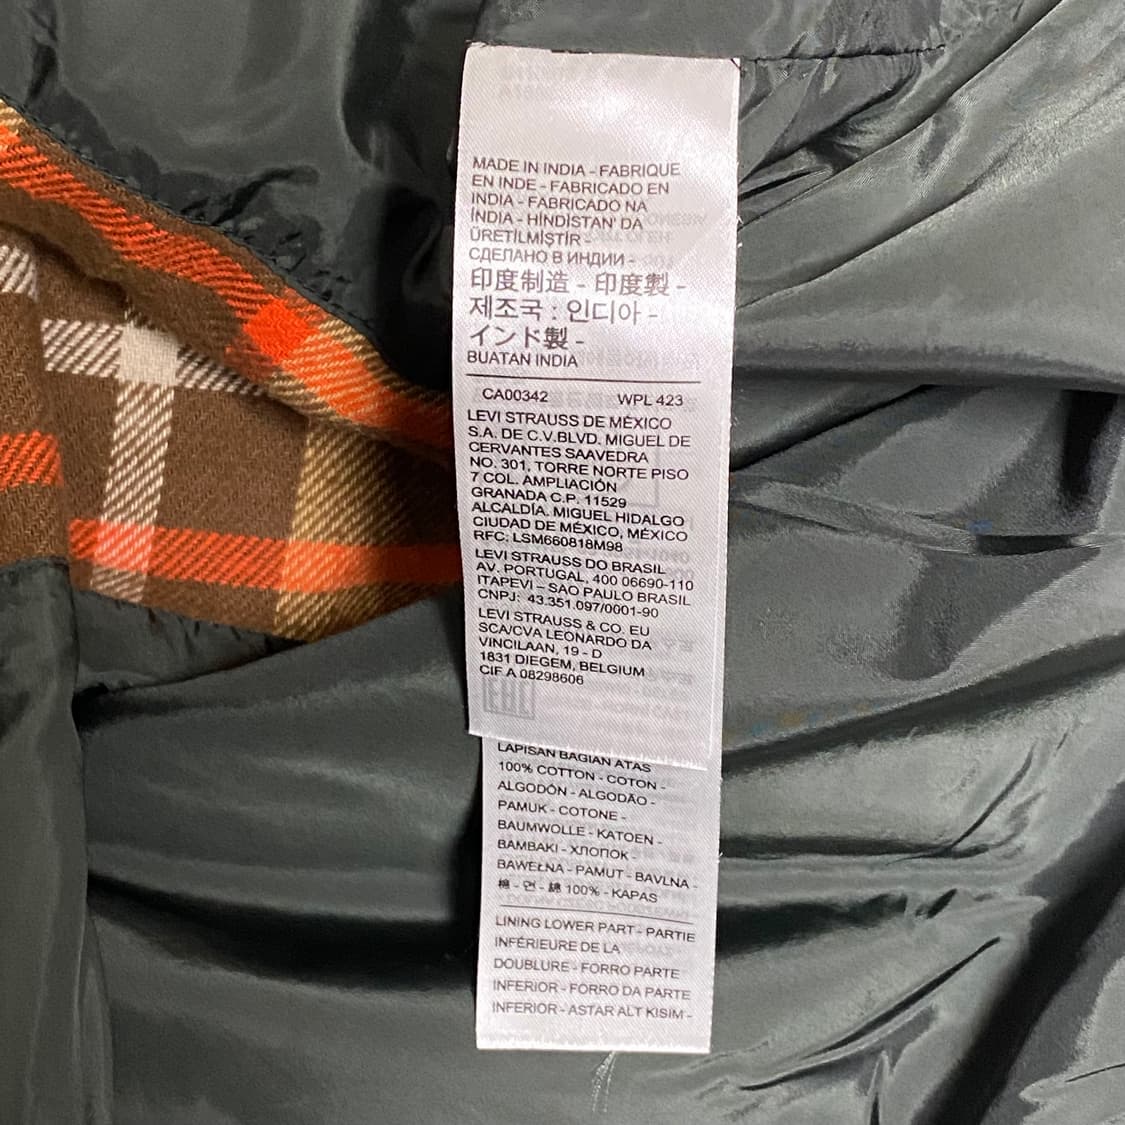 MADE IN INDIA - FABRIQUE
EN INDE - FABRICADO EN
INDIA - FABRICADO NA
ÍNDIA - HİNDİSTAN' DA
ÜRETİLMİŞTİR -
СДЕЛАНО В ИНДИИ -
印度制造 - 印度製 -
제조국 : 인디아 -
インド製 -
BUATAN INDIA
CA00342 WPL 423
LEVI STRAUSS DE MÉXICO
S.A. DE C.V.BLVD. MIGUEL DE
CERVANTES SAAVEDRA
NO. 301, TORRE NORTE PISO
7 COL. AMPLIACIÓN
GRANADA C.P. 11529
ALCALDÍA. MIGUEL HIDALGO
CIUDAD DE MÉXICO, MÉXICO
RFC: LSM660818M98
LEVI STRAUSS DO BRASIL
AV. PORTUGAL, 400 06690-110
ITAPEVI – SAO PAULO BRASIL
CNPJ: 43.351.097/0001-90
LEVI STRAUSS & CO. EU
SCA/CVA LEONARDO DA
VINCILAAN, 19 - D
1831 DIEGEM, BELGIUM
CIF A 08298606
LAPISAN BAGIAN ATAS
100% COTTON - COTON -
ALGODÓN - ALGODÃO -
PAMUK - COTONE -
BAUMWOLLE - KATOEN -
BAMBAKI - ХЛОПОК -
BAWEŁNA - PAMUT - BAVLNA -
棉 - 면 - 綿 100% - KAPAS
LINING LOWER PART - PARTIE
INFÉRIEURE DE LA
DOUBLURE - FORRO PARTE
INFERIOR - FORRO DA PARTE
INFERIOR - ASTAR ALT KISIM -